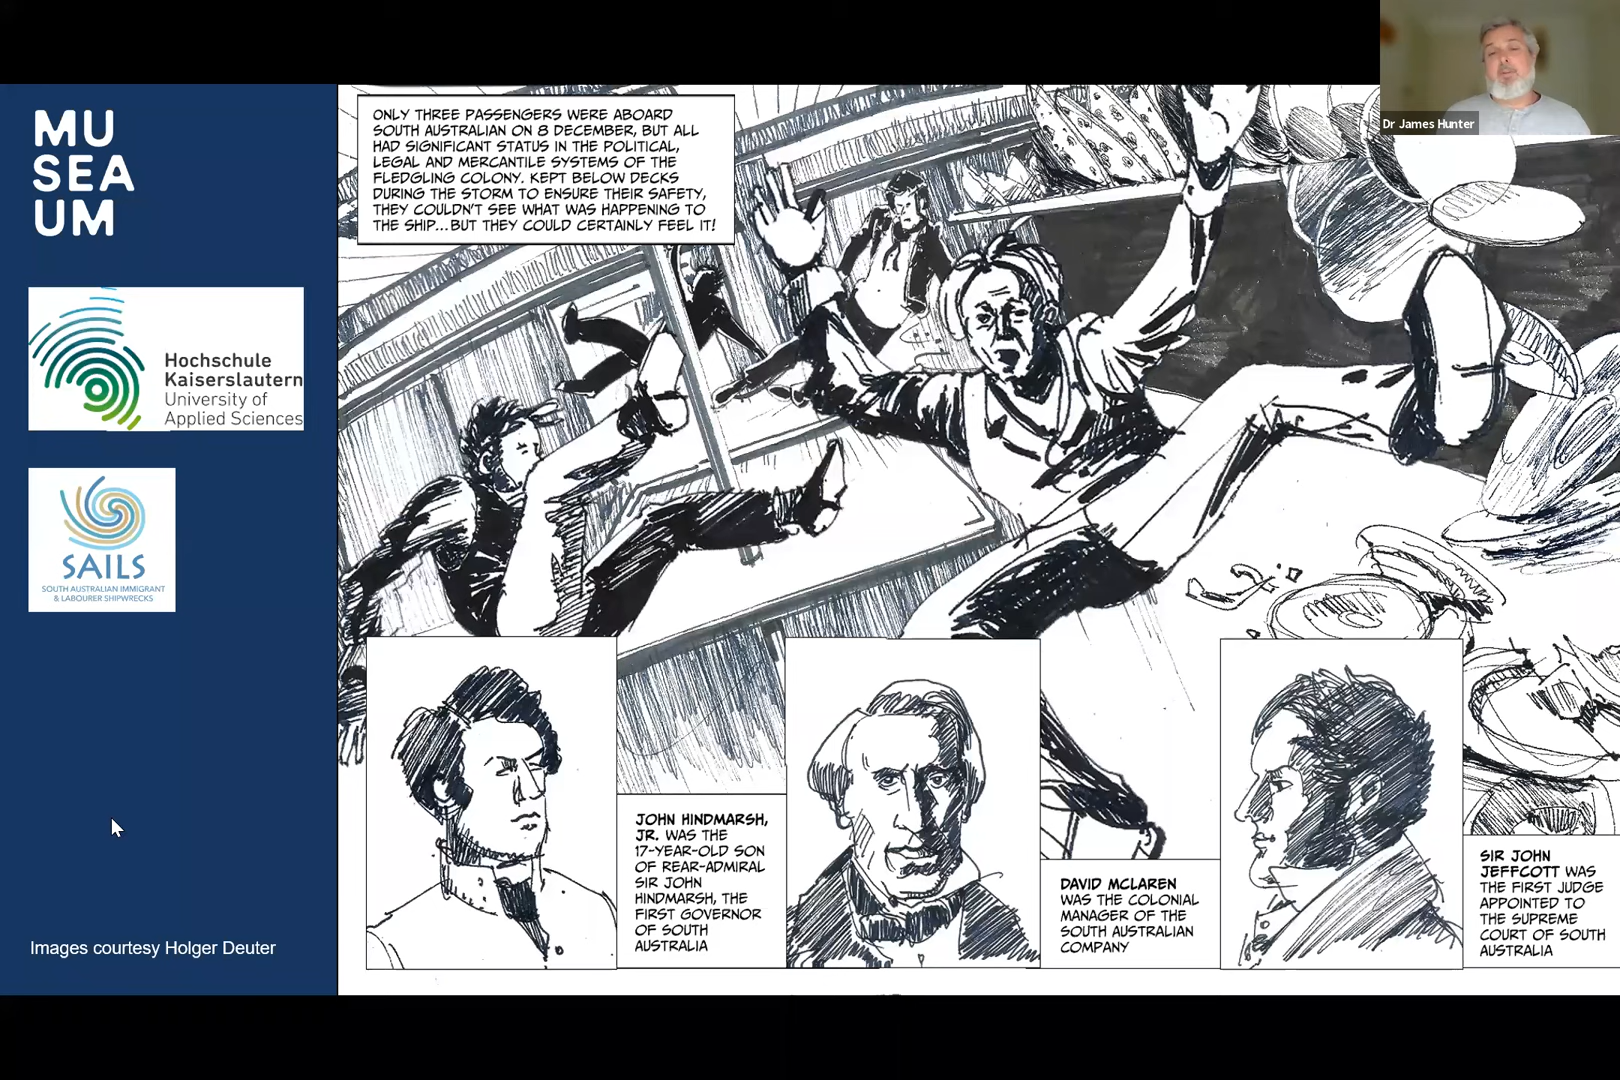 MU
SEA
UM
Hochschule
Kaiserslautern
University of
Applied Sciences
SAILS
SOUTH AUSTRALIAN IMMIGRANT
& LABOURER SHIPWRECKS
Images courtesy Holger Deuter
ONLY THREE PASSENGERS WERE ABOARD
SOUTH AUSTRALIAN ON 8 DECEMBER, BUT ALL
HAD SIGNIFICANT STATUS IN THE POLITICAL,
LEGAL AND MERCANTILE SYSTEMS OF THE
FLEDGLING COLONY. KEPT BELOW DECKS
DURING THE STORM TO ENSURE THEIR SAFETY,
THEY COULDN'T SEE WHAT WAS HAPPENING TO
THE SHIP...BUT THEY COULD CERTAINLY FEEL IT!
Dr James Hunter
JOHN HINDMARSH,
JR. WAS THE
17-YEAR-OLD SON
OF REAR-ADMIRAL
SIR JOHN
HINDMARSH, THE
FIRST GOVERNOR
OF SOUTH
AUSTRALIA
DAVID MCLAREN
WAS THE COLONIAL
MANAGER OF THE
SOUTH AUSTRALIAN
COMPANY
SIR JOHN
JEFFCOTT WAS
THE FIRST JUDGE
APPOINTED TO
THE SUPREME
COURT OF SOUTH
AUSTRALIA